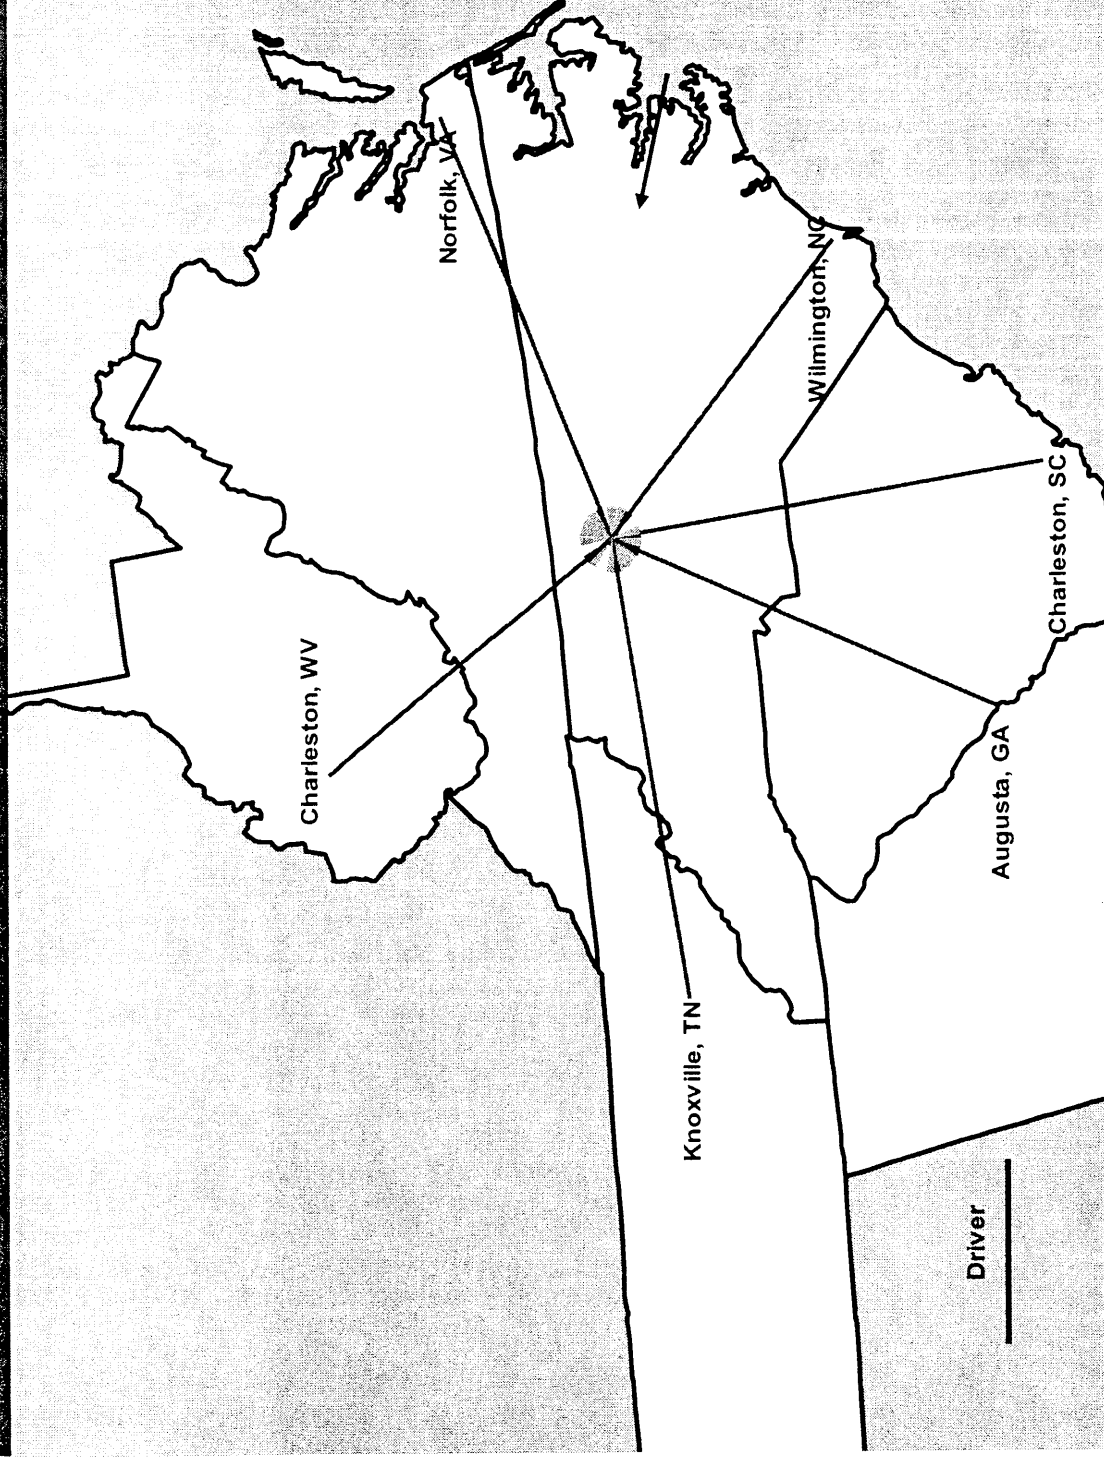 Charleston, WV
Norfolk, VA
Knoxville, TN
Wilmington, NC
Augusta, GA
Charleston, SC
Driver